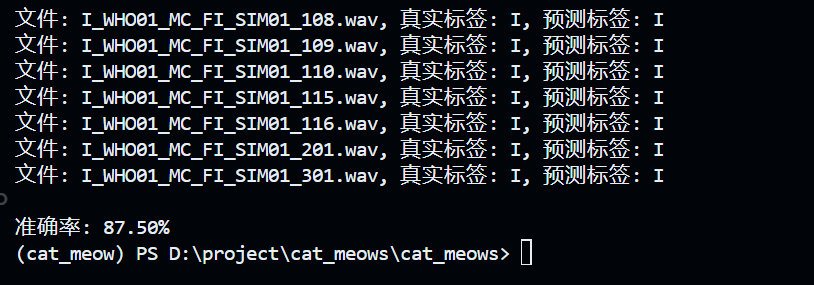 文件: I_WHO01_MC_FI_SIM01_108.wav, 真实标签: I, 预测标签: I
文件: I_WHO01_MC_FI_SIM01_109.wav, 真实标签: I, 预测标签: I
文件: I_WHO01_MC_FI_SIM01_110.wav, 真实标签: I, 预测标签: I
文件: I_WHO01_MC_FI_SIM01_115.wav, 真实标签: I, 预测标签: I
文件: I_WHO01_MC_FI_SIM01_116.wav, 真实标签: I, 预测标签: I
文件: I_WHO01_MC_FI_SIM01_201.wav, 真实标签: I, 预测标签: I
文件: I_WHO01_MC_FI_SIM01_301.wav, 真实标签: I, 预测标签: I
准确率: 87.50%
(cat_meow) PS D:\project\cat_meows\cat_meows>